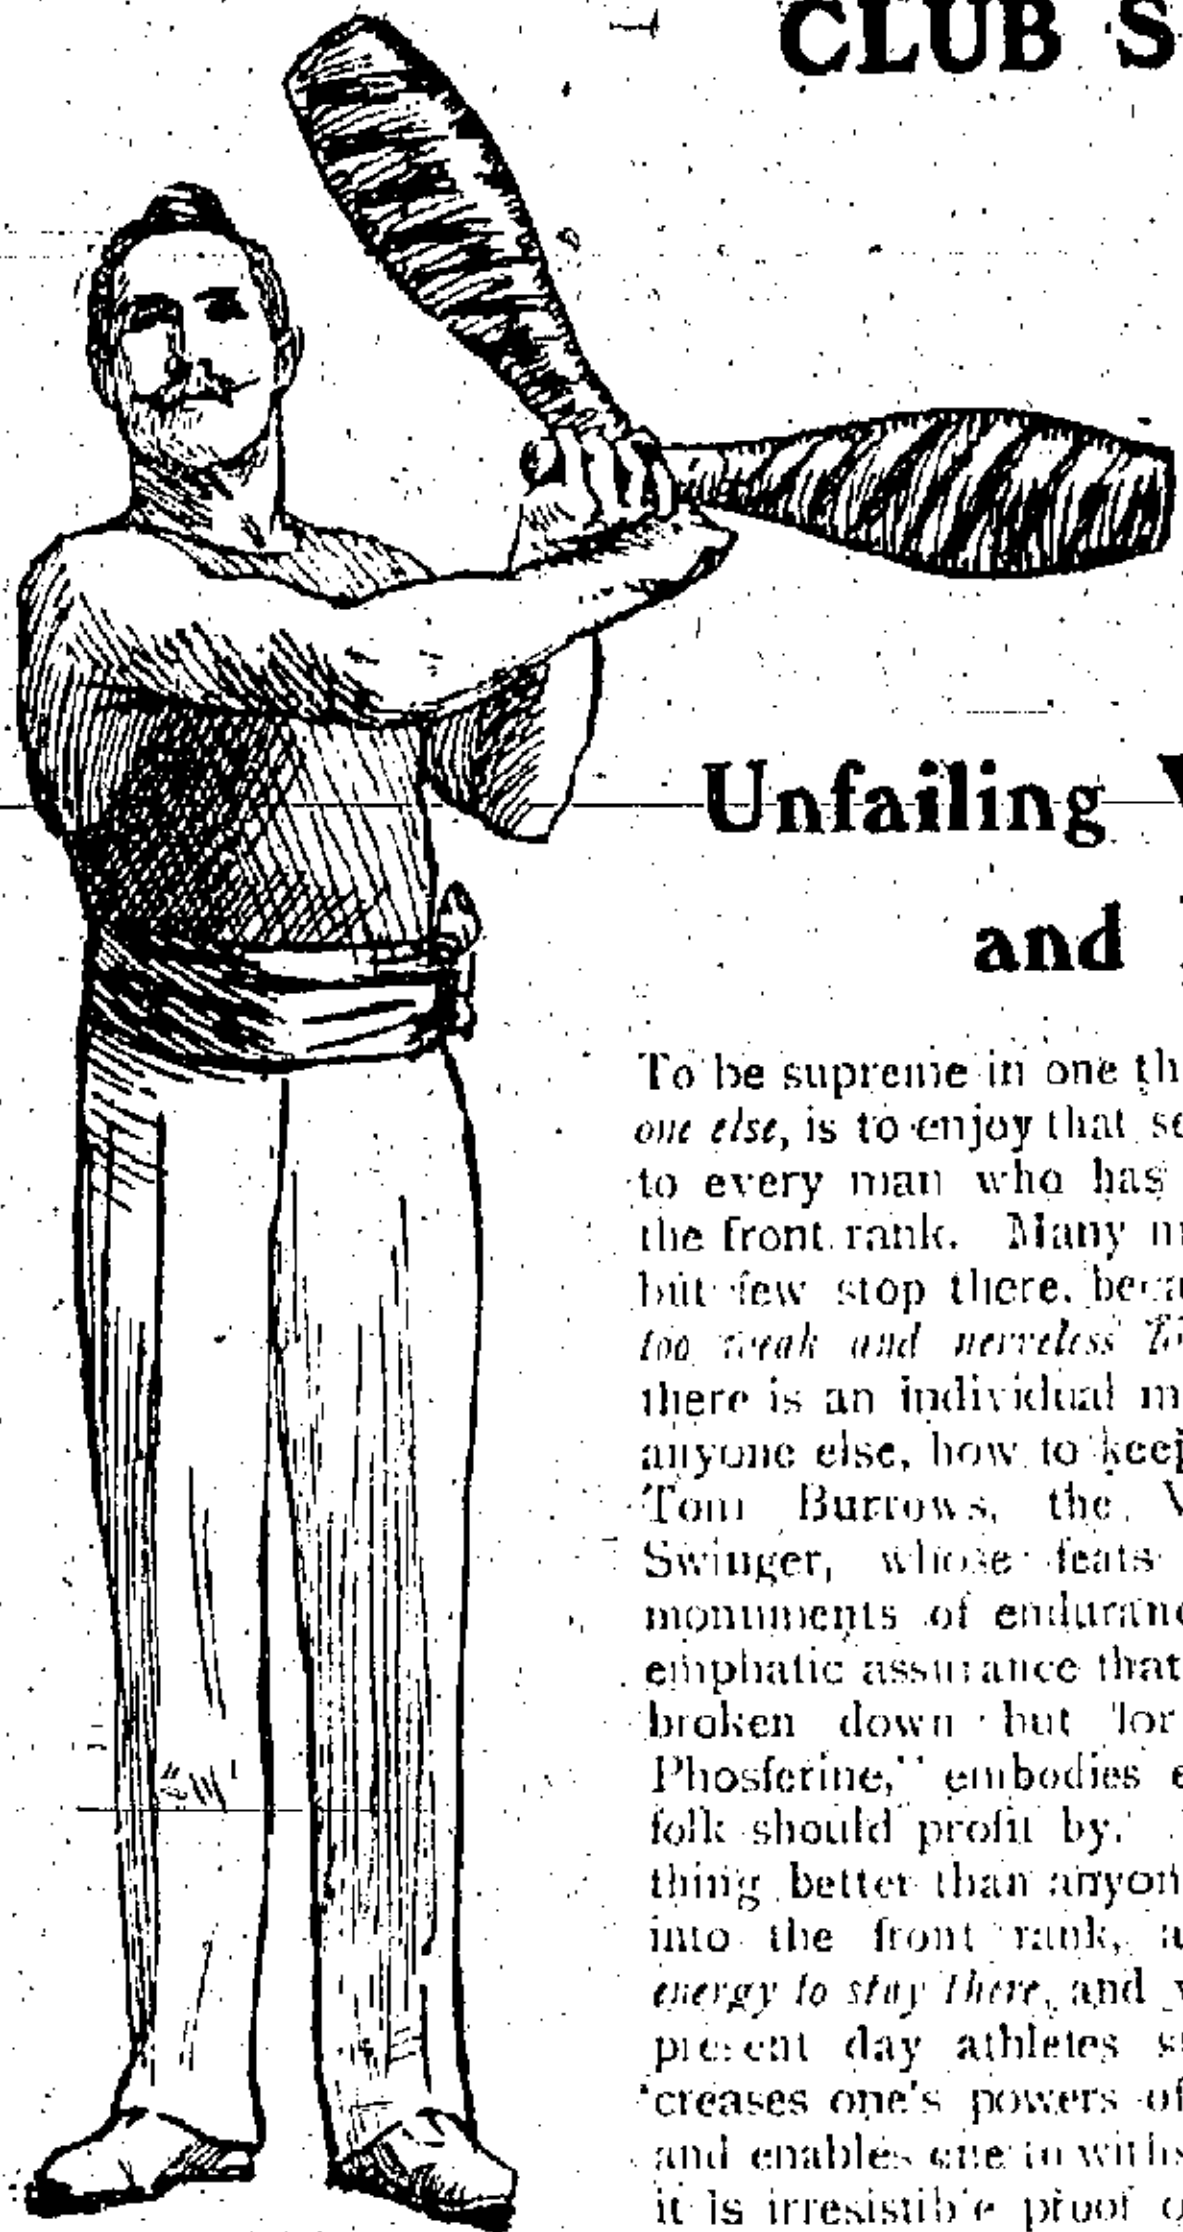 CLUB S
Unfailing
and
To be supreme in one th
one else, is to enjoy that se
to every man who has
the front rank. Many m
but few stop there, beca
too weak and nerveless to
there is an individual m
anyone else, how to keep
Tom Burrows, the
Swinger, whose feats
monuments of enduranc
emphatic assurance that
broken down but for
Phosferine," embodies e
folk should profit by.
thing better than anyon
into the front rank, a
energy to stay there, and
present day athletes s
creases one's powers of
and enables one to withs
it is irresistible proof o